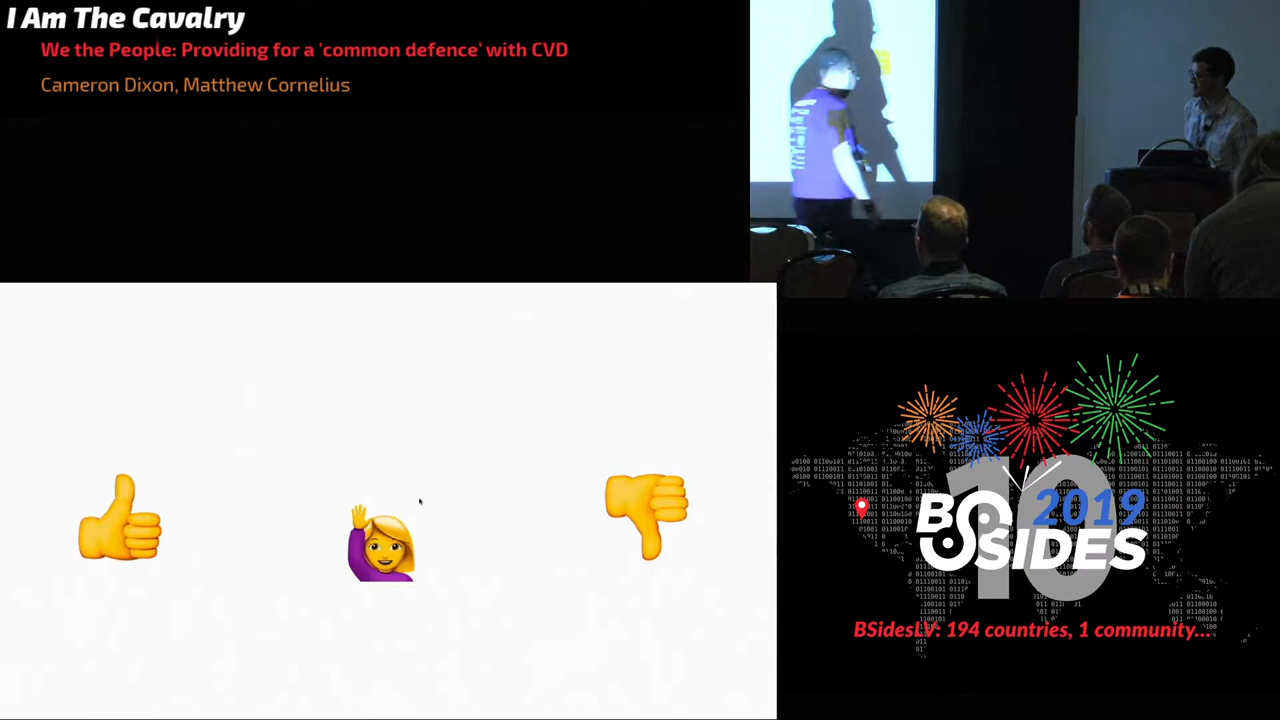 I Am The Cavalry
We the People: Providing for a 'common defence' with CVD
Cameron Dixon, Matthew Cornelius
10
2019
BSIDES
BSidesLV: 194 countries, 1 community...